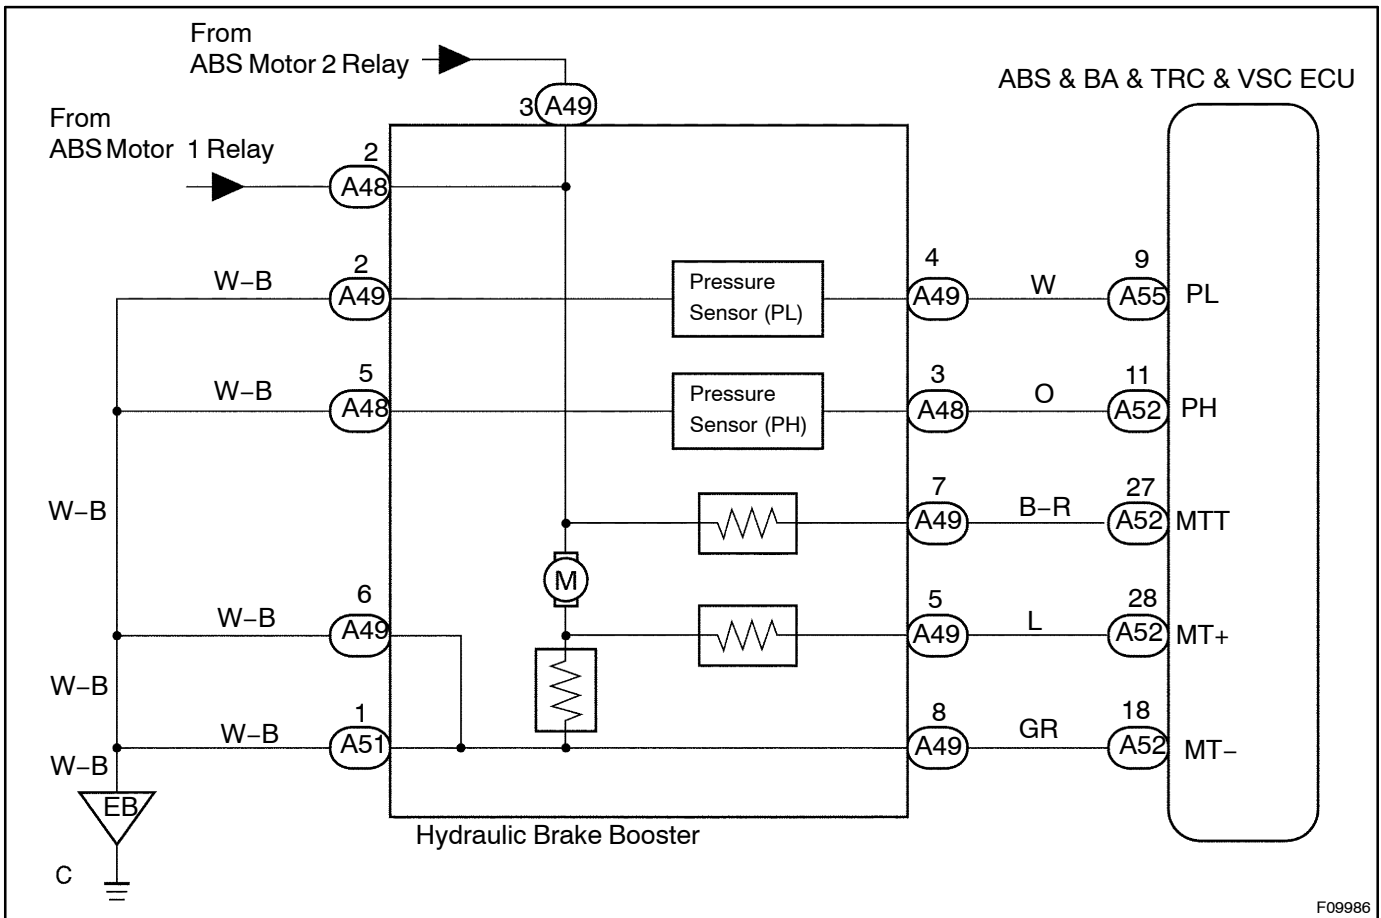 From
ABS Motor 2 Relay
ABS & BA & TRC & VSC ECU
3 A49
From
ABS Motor 1 Relay
2
A48
2
W–B
A49
Pressure
Sensor (PL)
4
A49
W
9
A55
PL
5
W–B
A48
Pressure
Sensor (PH)
3
A48
O
11
A52
PH
W–B
7
A49
B–R
27
A52
MTT
M
6
W–B
A49
5
A49
L
28
A52
MT+
W–B
1
W–B
A51
8
A49
GR
18
A52
MT–
W–B
EB
Hydraulic Brake Booster
C
F09986